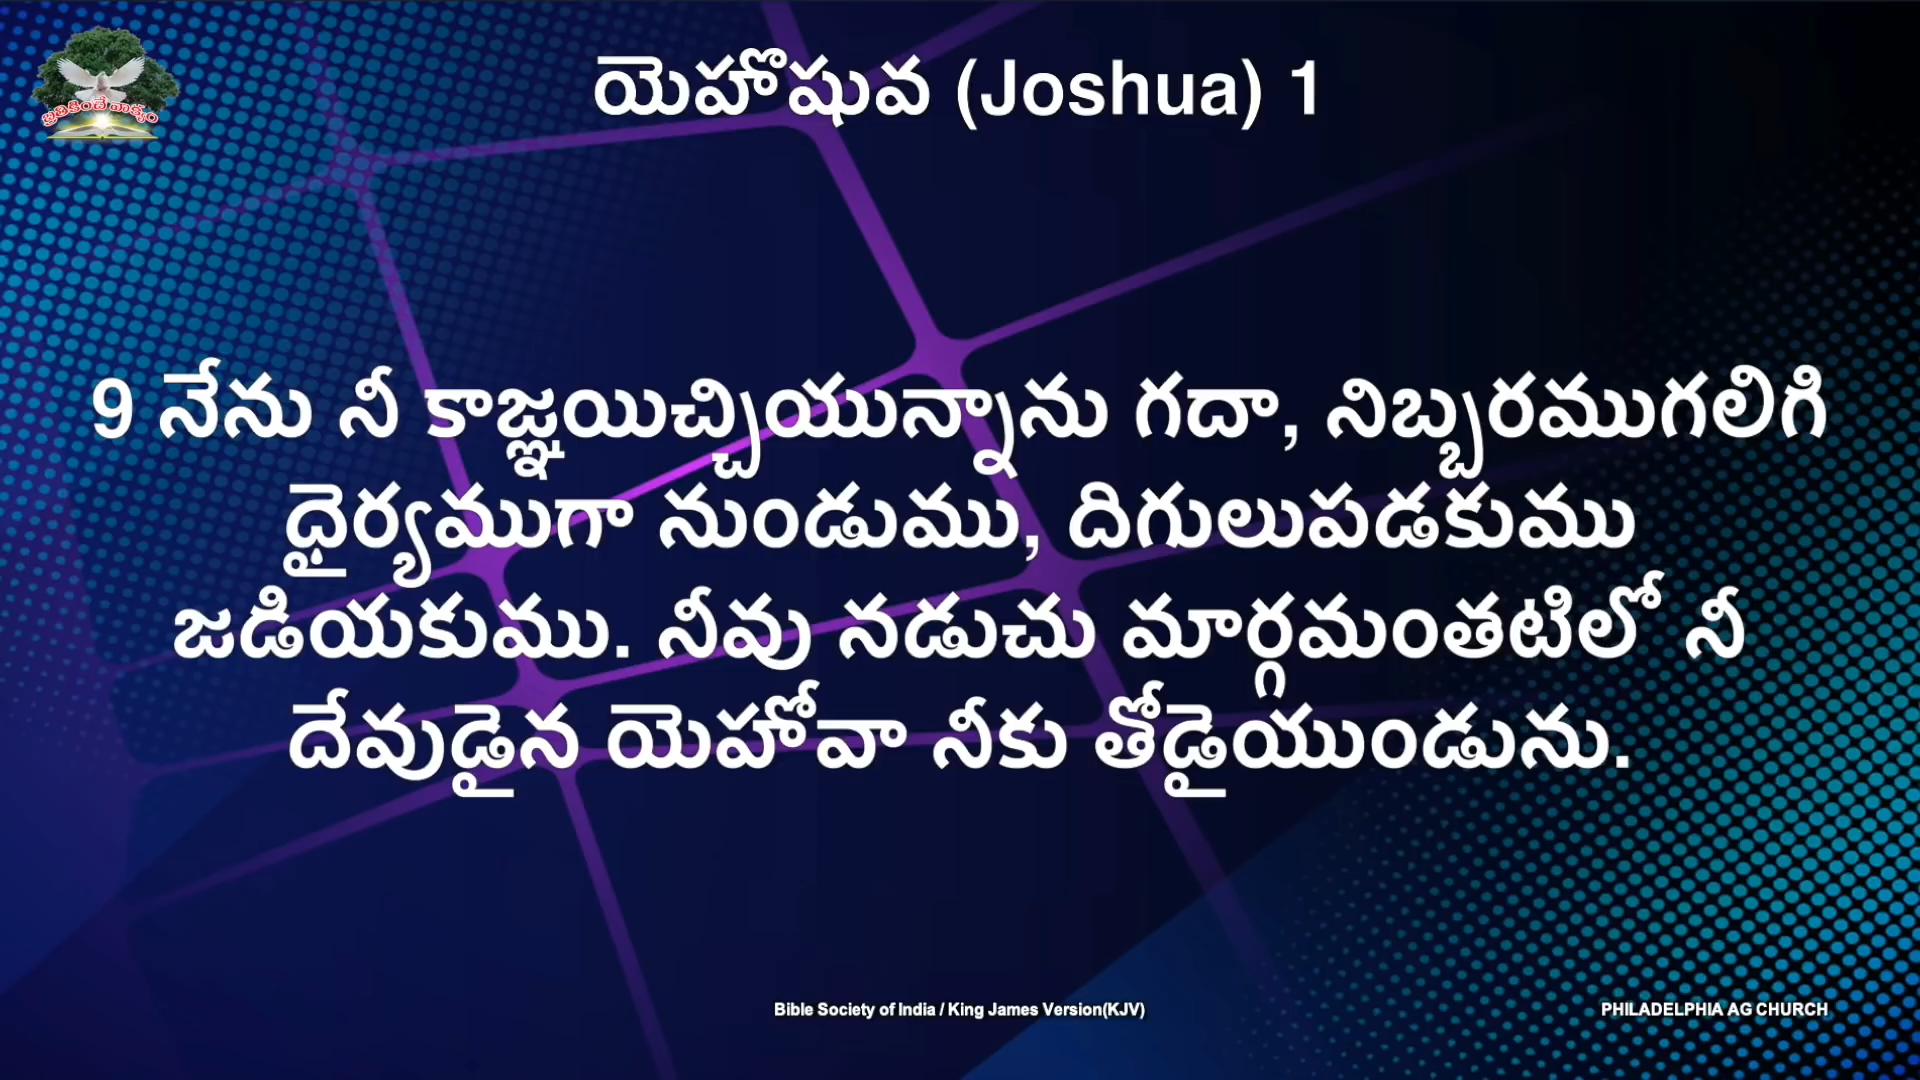 బ్రతికించే వాక్యం
యెహొషువ (Joshua) 1
9 నేను నీ కాజ్ఞయిచ్చియున్నాను గదా, నిబ్బరముగలిగి
ధైర్యముగా నుండుము, దిగులుపడకుము
జడియకుము. నీవు నడుచు మార్గమంతటిలో నీ
దేవుడైన యెహోవా నీకు తోడైయుండును.
Bible Society of India / King James Version(KJV)
PHILADELPHIA AG CHURCH